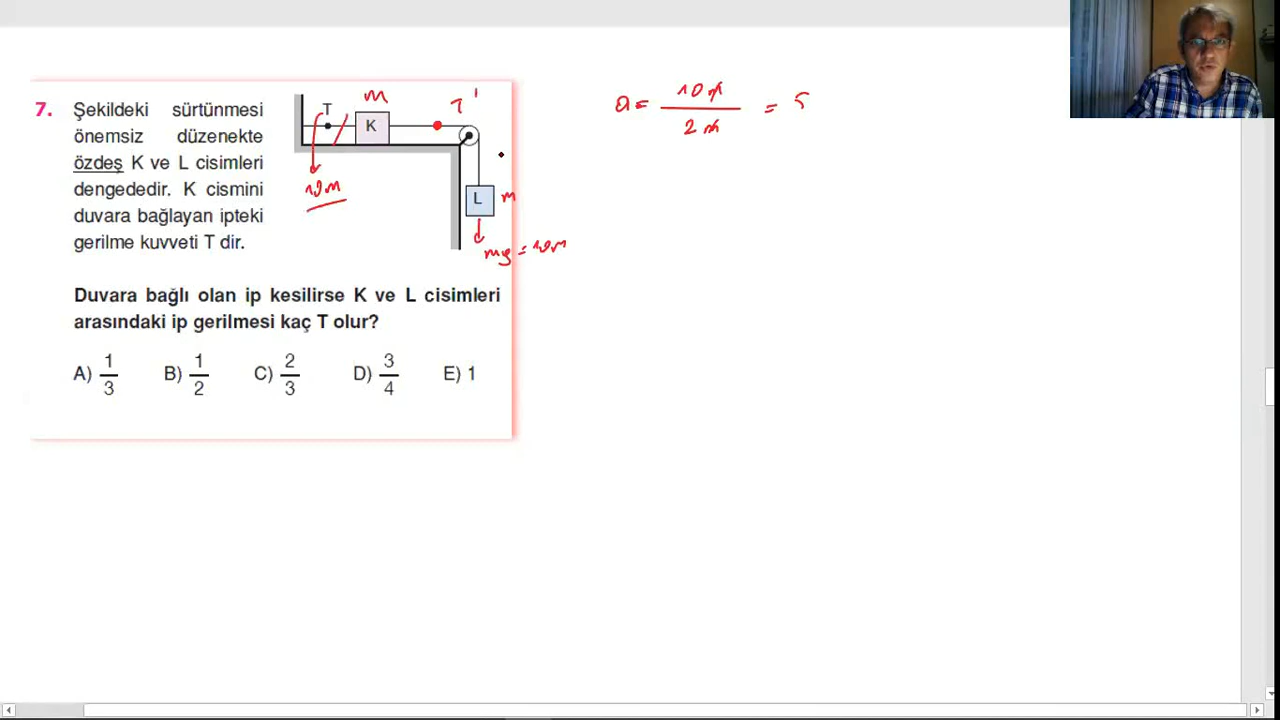 7. Şekildeki sürtünmesi
önemsiz düzenekte
özdeş K ve L cisimleri
dengededir. K cismini
duvara bağlayan ipteki
gerilme kuvveti T dir.
T
m
K
T'
10m
L
m
mg = 10m
Duvara bağlı olan ip kesilirse K ve L cisimleri
arasındaki ip gerilmesi kaç T olur?
A) 1/3 B) 1/2 C) 2/3 D) 3/4 E) 1
a = 10m / 2m = 5